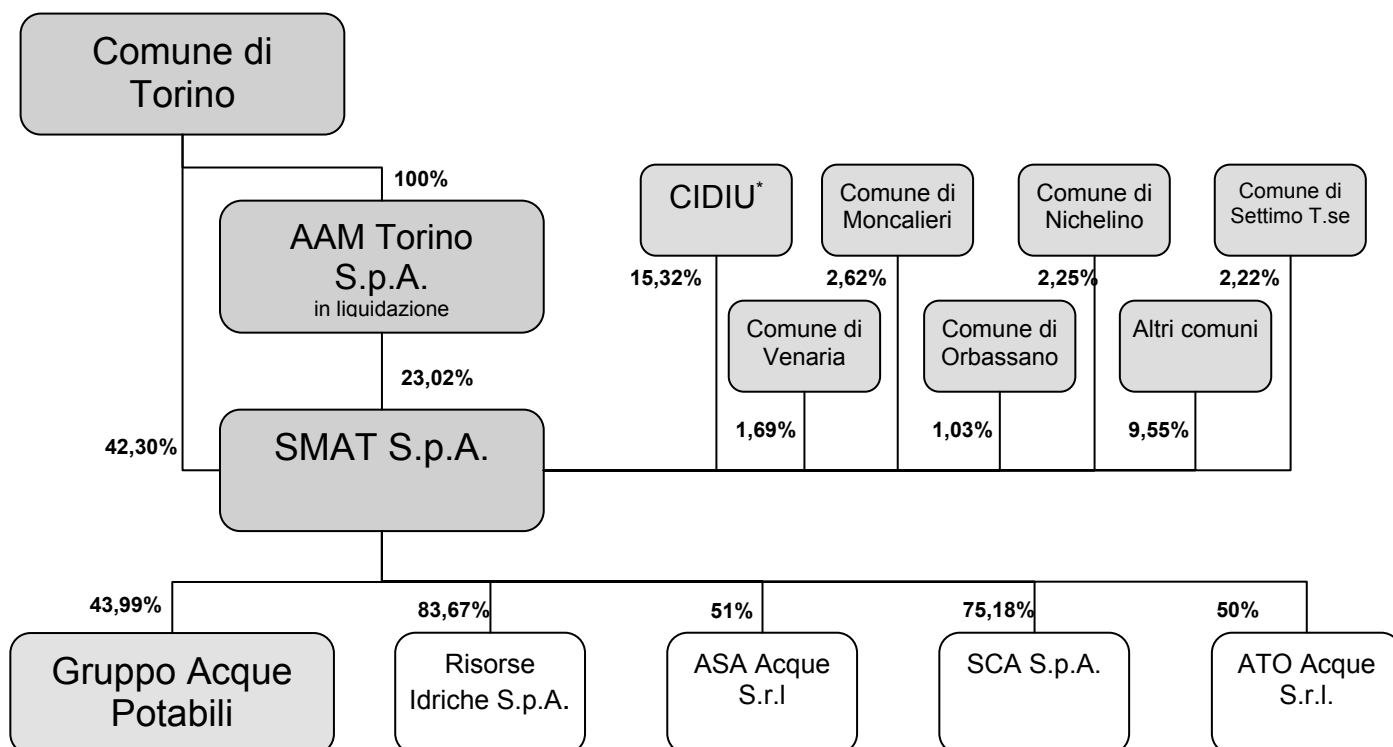 Comune di
Torino
100%
AAM Torino
S.p.A.
in liquidazione
23,02%
42,30%
SMAT S.p.A.
CIDIU*
15,32%
Comune di
Moncalieri
2,62%
Comune di
Nichelino
2,25%
Comune di
Settimo T.se
2,22%
Comune di
Venaria
1,69%
Comune di
Orbassano
1,03%
Altri comuni
9,55%
43,99%
Gruppo Acque
Potabili
83,67%
Risorse
Idriche S.p.A.
51%
ASA Acque
S.r.l
75,18%
SCA S.p.A.
50%
ATO Acque
S.r.l.